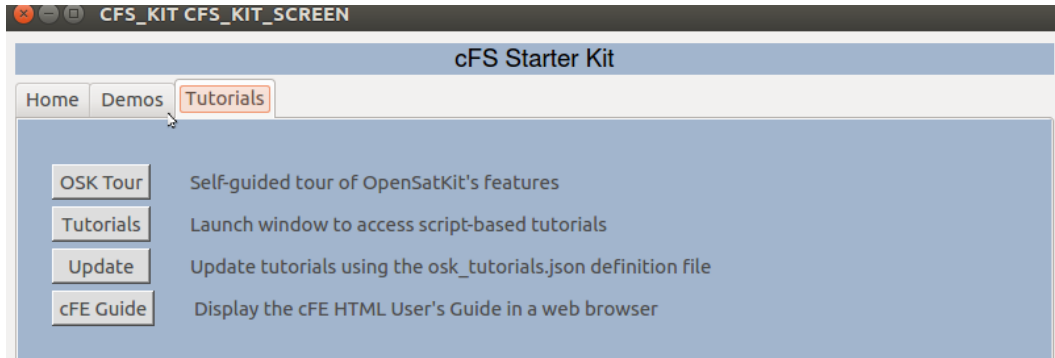 CFS_KIT CFS_KIT_SCREEN
cFS Starter Kit
Home Demos Tutorials
OSK Tour Self-guided tour of OpenSatKit's features
Tutorials Launch window to access script-based tutorials
Update Update tutorials using the osk_tutorials.json definition file
cFE Guide Display the cFE HTML User's Guide in a web browser